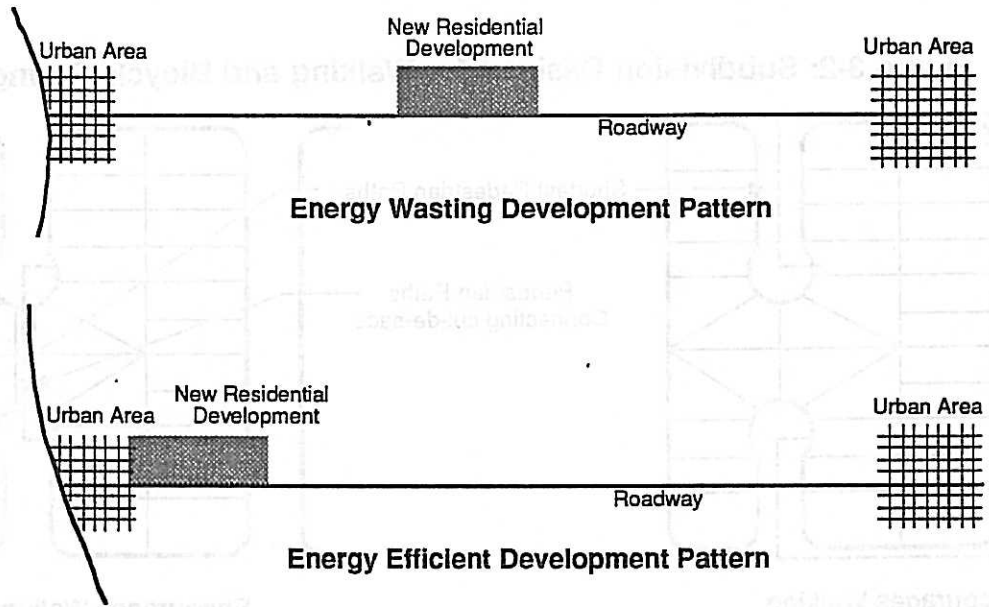 New Residential
Development
Urban Area
Urban Area
Roadway
Energy Wasting Development Pattern
New Residential
Development
Urban Area
Urban Area
Roadway
Energy Efficient Development Pattern